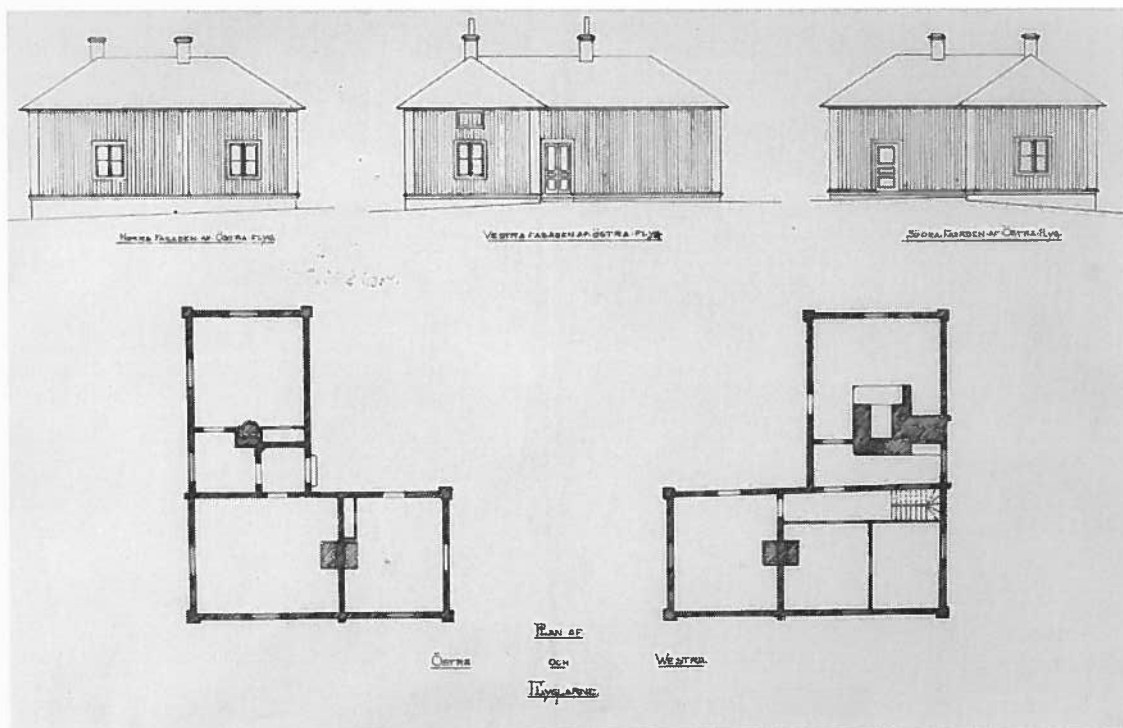 NORRA FASADEN AF ÖSTRA FLYG.
VESTRA FASADEN AF ÖSTRA FLYG.
SÖDRA FASADEN AF ÖSTRA FLYG.
PLAN AF
ÖSTRA OCH WESTRA
FLYGLARNE.